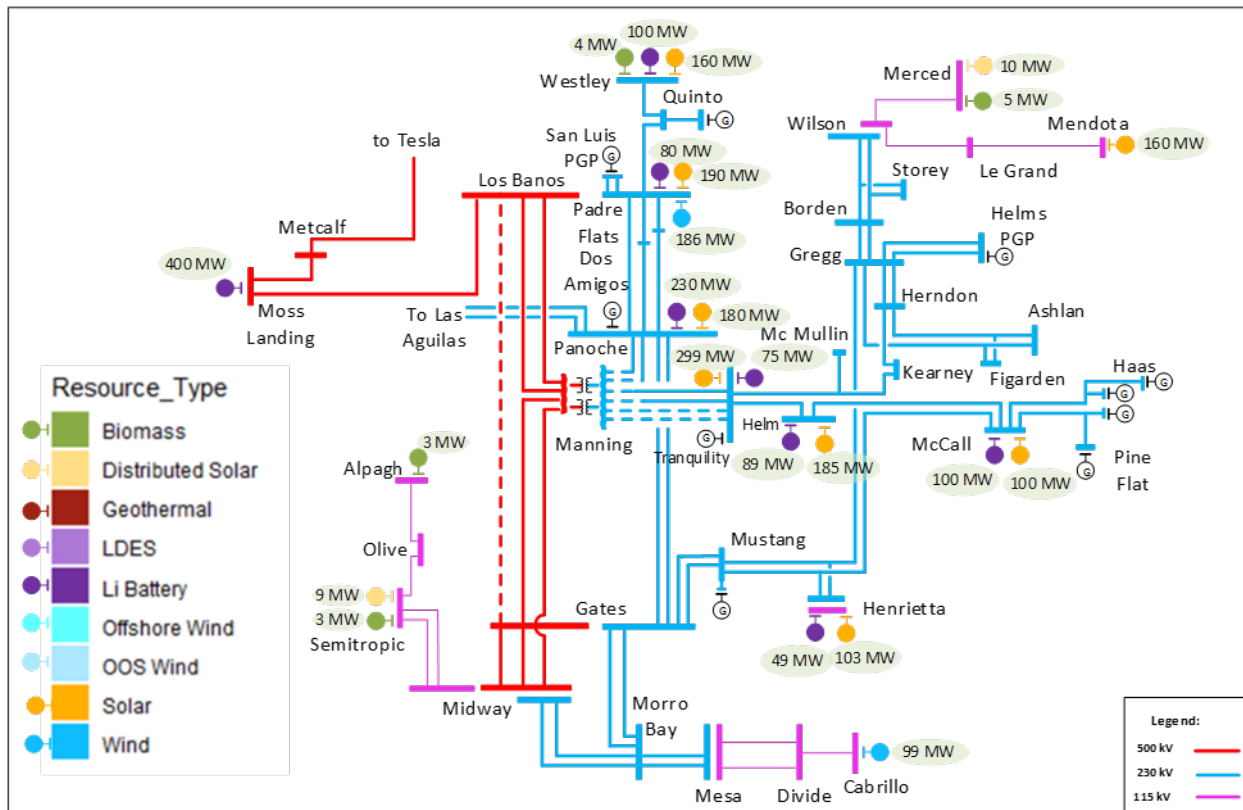 4 MW
100 MW
160 MW
Westley
Quinto
G
San Luis
PGP
G
80 MW
190 MW
Padre
Flats
Dos
Amigos
186 MW
G
Merced
10 MW
5 MW
Wilson
Mendota
160 MW
Le Grand
Storey
Borden
Helms
PGP
G
Gregg
Herndon
Ashlan
Figarden
Kearney
to Tesla
Los Banos
Metcalf
400 MW
Moss
Landing
To Las
Aguilas
230 MW
180 MW
Panoche
Mc Mullin
299 MW
75 MW
Manning
Tranquility
G
Helm
89 MW
185 MW
Haas
G
G
G
McCall
100 MW
100 MW
Pine
Flat
G
Resource_Type
Biomass
Distributed Solar
Geothermal
LDES
Li Battery
Offshore Wind
OOS Wind
Solar
Wind
3 MW
Alpagh
Olive
9 MW
3 MW
Semitropic
Mustang
G
Gates
Henrietta
49 MW
103 MW
Midway
Morro
Bay
Mesa
Divide
Cabrillo
99 MW
Legend:
500 kV
230 kV
115 kV